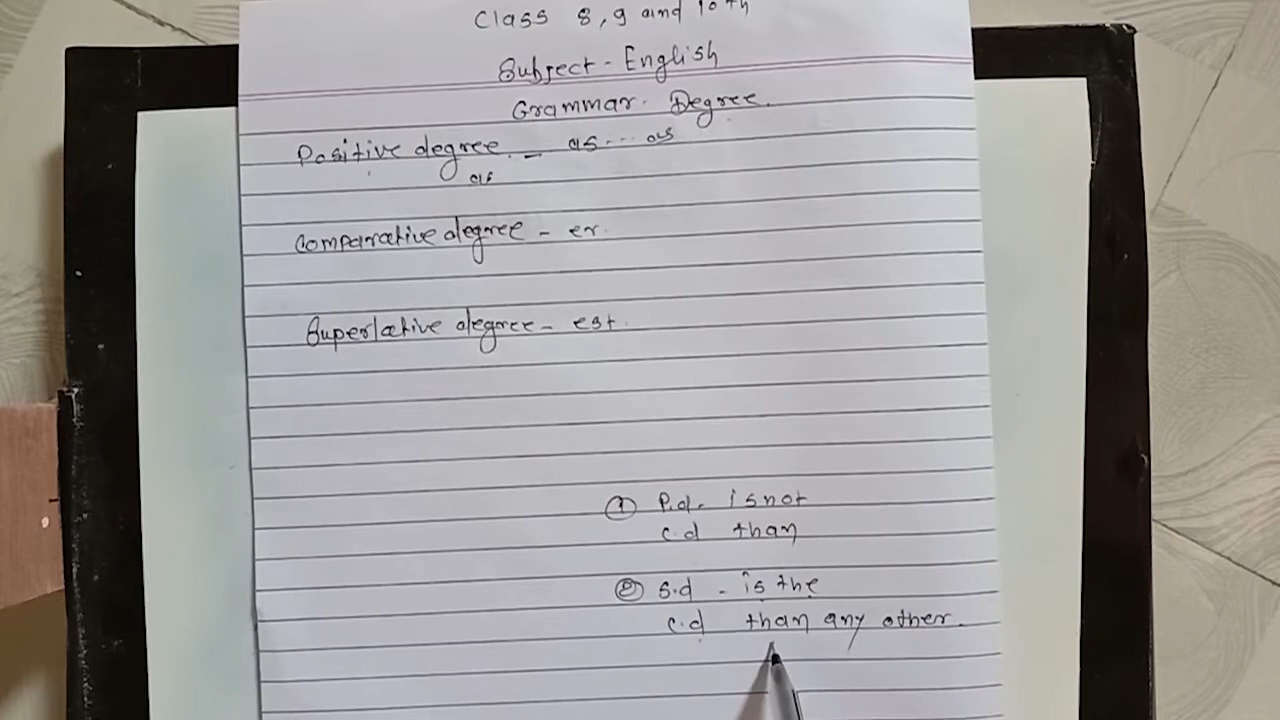 Class 8, 9 and 10th
Subject - English
Grammar. Degree.
Positive degree. - as... as
as
Comparative degree - er.
Superlative degree - est.
① P.d. is not
c.d than
② s.d - is the
c.d than any other.